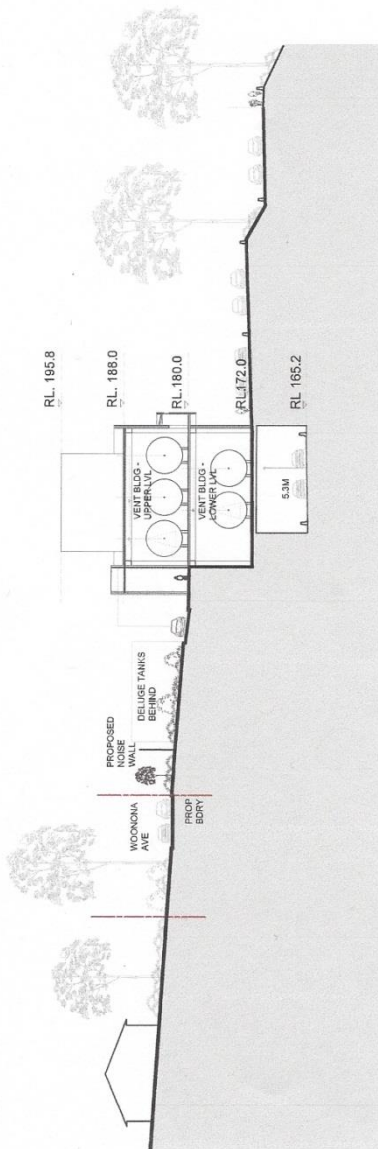 WOONONA
AVE
PROP
BDRY
PROPOSED
NOISE
WALL
DELUGE TANKS
BEHIND
VENT BLDG -
UPPER LVL
VENT BLDG -
LOWER LVL
5.3M
RL. 195.8
RL. 188.0
RL.180.0
RL.172.0
RL. 165.2